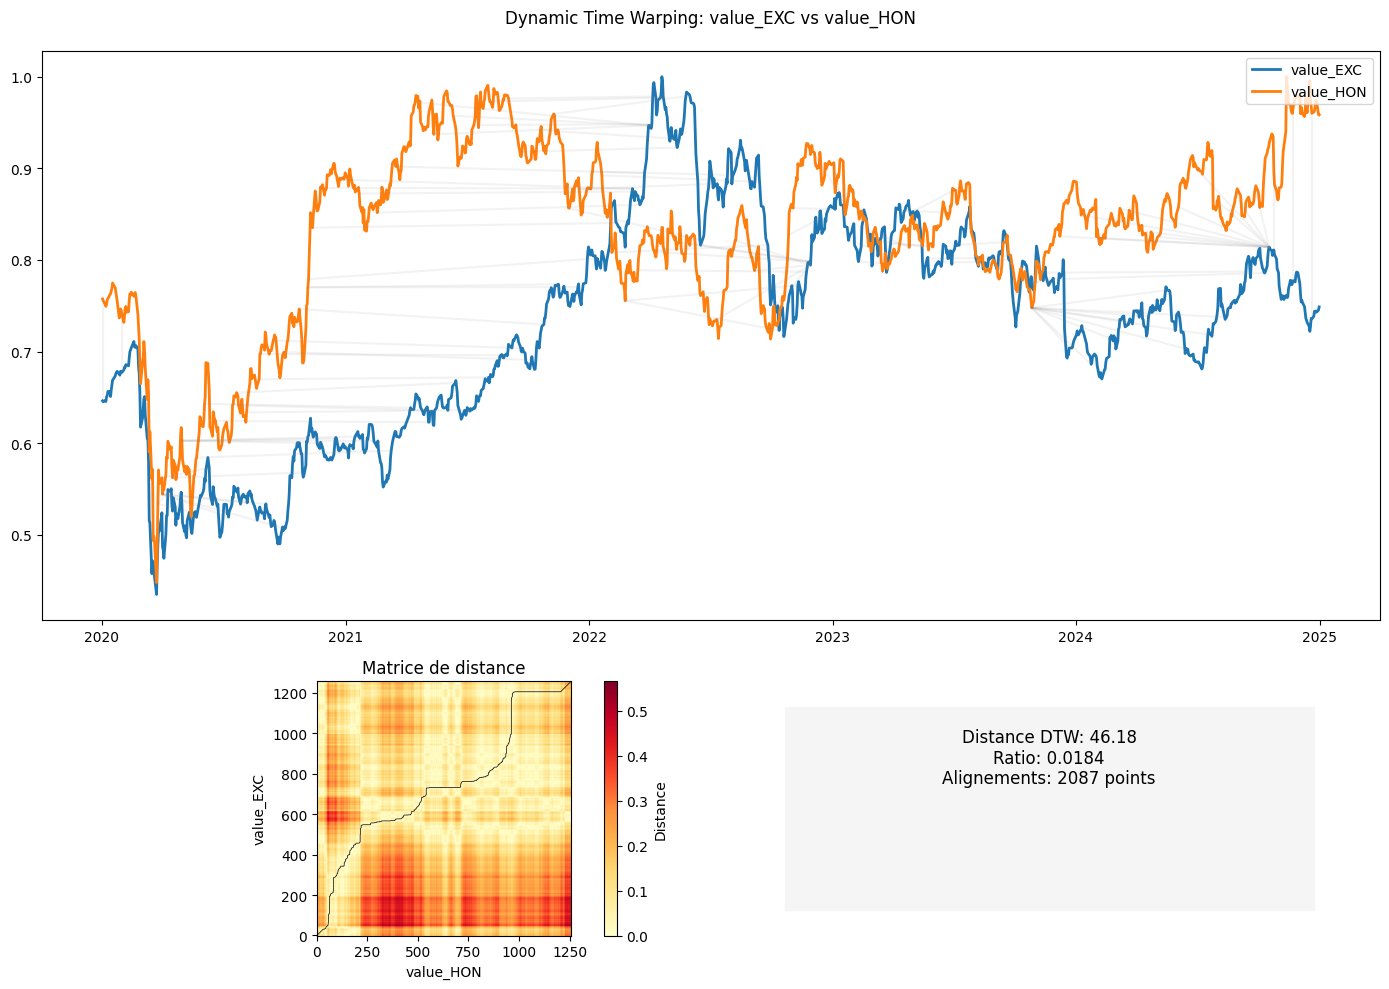 Dynamic Time Warping: value_EXC vs value_HON
value_EXC
value_HON
1.0
0.9
0.8
0.7
0.6
0.5
2020 2021 2022 2023 2024 2025
Matrice de distance
1200
1000
800
600
400
200
0
value_EXC
0 250 500 750 1000 1250
value_HON
0.5
0.4
0.3
0.2
0.1
0.0
Distance
Distance DTW: 46.18
Ratio: 0.0184
Alignements: 2087 points